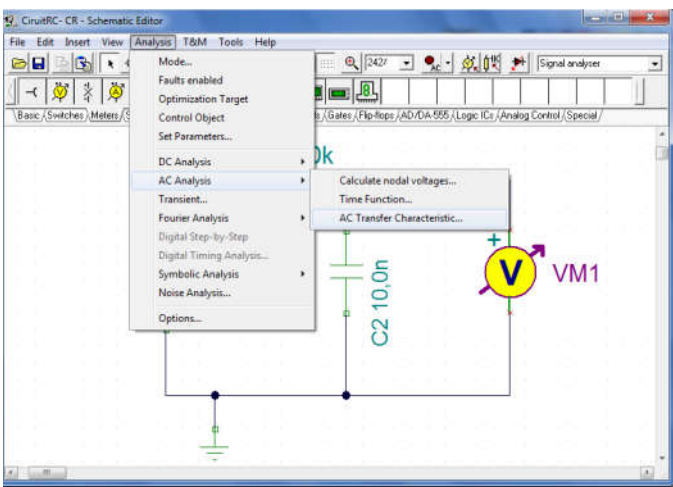 CiruitRC- CR - Schematic Editor
File Edit Insert View Analysis T&M Tools Help
242% Signal analyser
Basic Switches Meters Gates Flip-flops AD/DA-555 Logic ICs Analog Control Special
Mode...
Faults enabled
Optimization Target
Control Object
Set Parameters...
DC Analysis
AC Analysis
Transient...
Fourier Analysis
Digital Step-by-Step
Digital Timing Analysis...
Symbolic Analysis
Noise Analysis...
Options...
Calculate nodal voltages...
Time Function...
AC Transfer Characteristic...
C2 10,0n
+
V
VM1